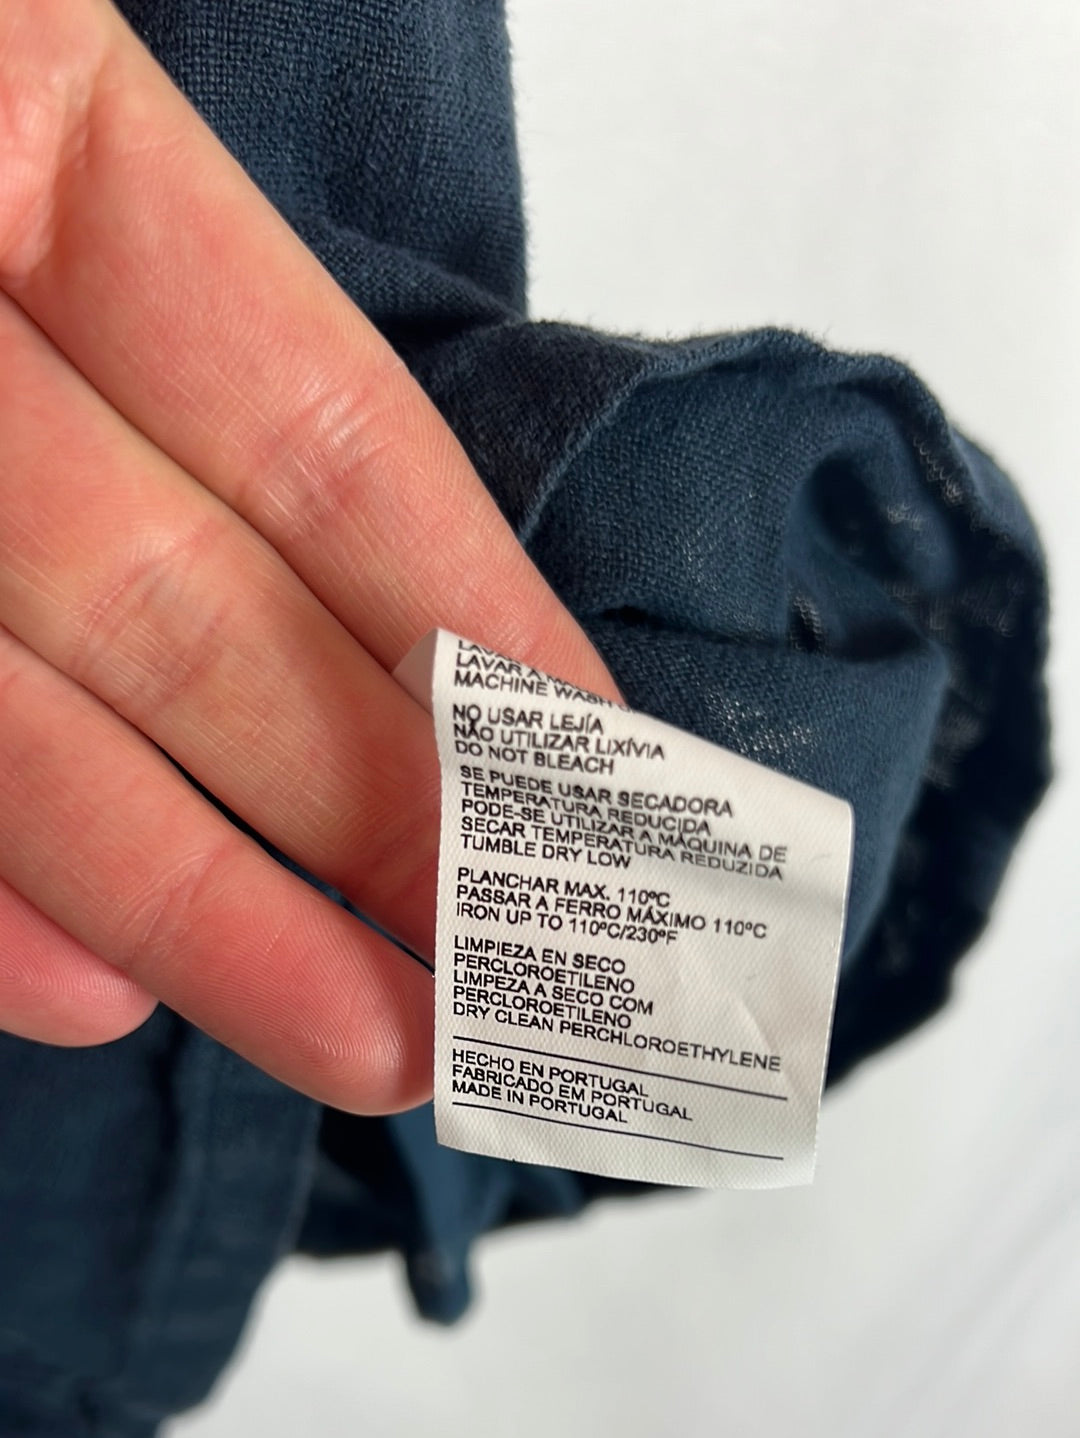 LAVAR A
MACHINE WASH
NO USAR LEJÍA
NÃO UTILIZAR LIXÍVIA
DO NOT BLEACH
SE PUEDE USAR SECADORA
TEMPERATURA REDUCIDA
PODE-SE UTILIZAR A MÁQUINA DE
SECAR TEMPERATURA REDUZIDA
TUMBLE DRY LOW
PLANCHAR MAX. 110ºC
PASSAR A FERRO MÁXIMO 110ºC
IRON UP TO 110ºC/230ºF
LIMPIEZA EN SECO
PERCLOROETILENO
LIMPEZA A SECO COM
PERCLOROETILENO
DRY CLEAN PERCHLOROETHYLENE
HECHO EN PORTUGAL
FABRICADO EM PORTUGAL
MADE IN PORTUGAL